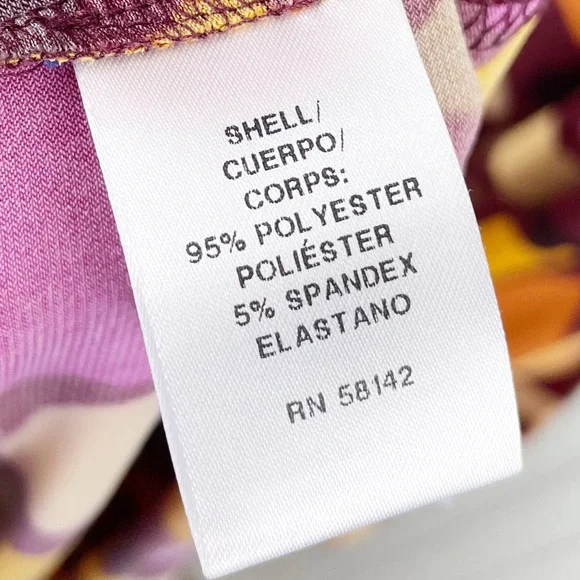 SHELL/
CUERPO/
CORPS:
95% POLYESTER
POLIÉSTER
5% SPANDEX
ELASTANO
RN 58142